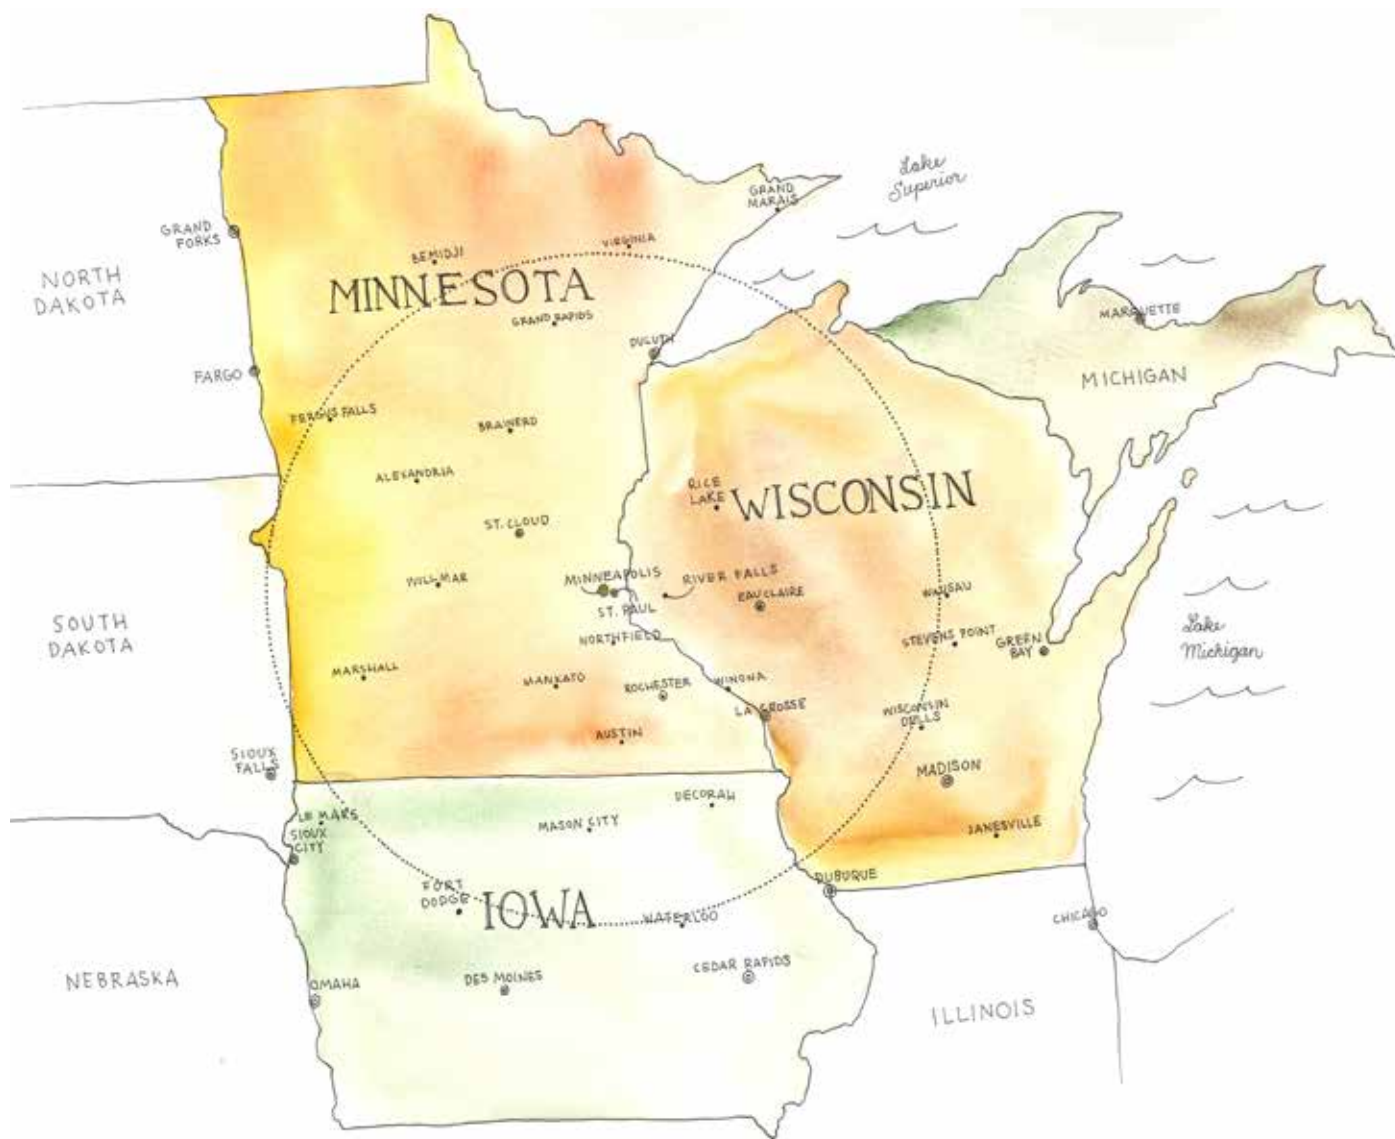 Lake
Superior
GRAND
MARAIS
GRAND
FORKS
BEMIDJI
VIRGINIA
NORTH
DAKOTA
MINNESOTA
GRAND RAPIDS
MARQUETTE
DULUTH
FARGO
MICHIGAN
FERGUS FALLS
BRAINERD
ALEXANDRIA
RICE
LAKE
WISCONSIN
ST. CLOUD
WILLMAR
MINNEAPOLIS
RIVER FALLS
EAU CLAIRE
WAUSAU
ST. PAUL
SOUTH
DAKOTA
NORTHFIELD
STEVENS POINT
GREEN
BAY
Lake
Michigan
MARSHALL
MANKATO
ROCHESTER
WINONA
LA CROSSE
WISCONSIN
DELLS
AUSTIN
SIOUX
FALLS
MADISON
DECORAH
LE MARS
MASON CITY
JANESVILLE
SIOUX
CITY
DUBUQUE
FORT
DODGE
IOWA
WATERLOO
CHICAGO
NEBRASKA
OMAHA
DES MOINES
CEDAR RAPIDS
ILLINOIS